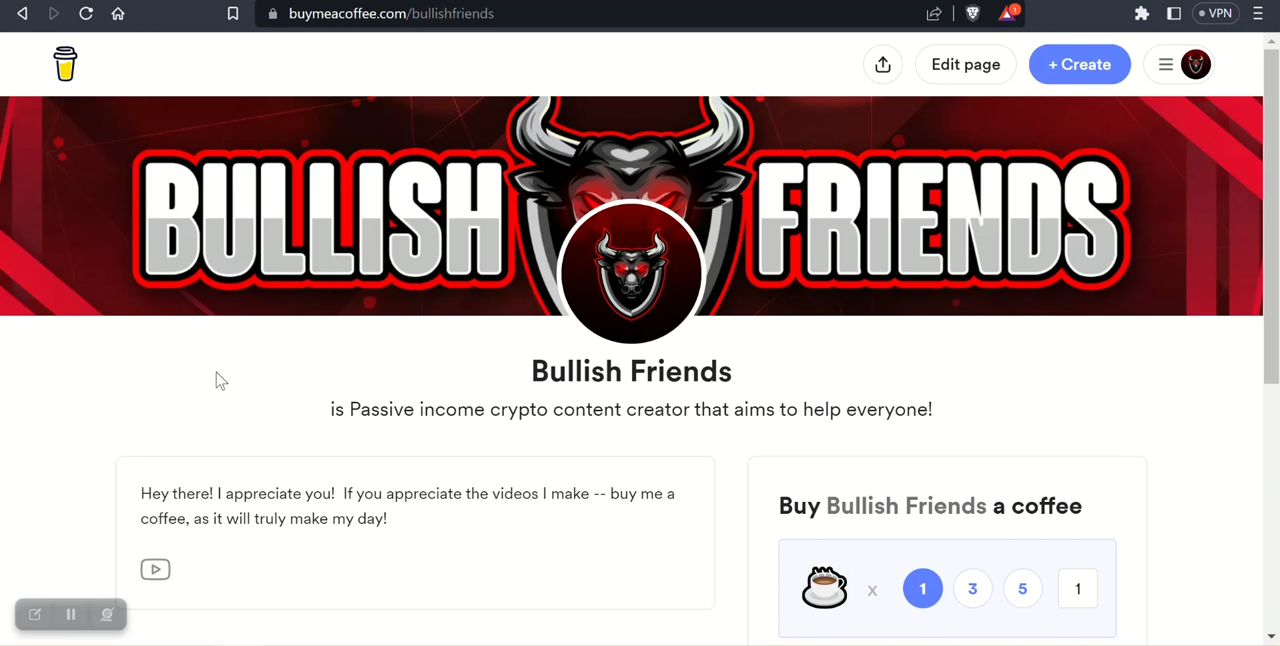 buymeacoffee.com/bullishfriends
1
VPN
Edit page
+ Create
BULLISH FRIENDS
Bullish Friends
is Passive income crypto content creator that aims to help everyone!
Hey there! I appreciate you!  If you appreciate the videos I make -- buy me a
coffee, as it will truly make my day!
Buy Bullish Friends a coffee
x 1 3 5 1